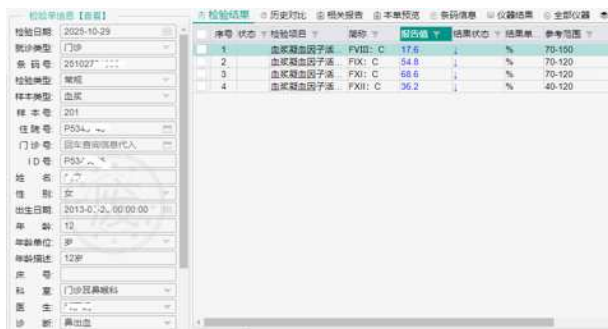 检验单信息【查看】
检验日期 2025-10-29
就诊类型 门诊
条码号 251027
检验类型 常规
样本类型 血浆
样本号 201
住院号 P534
门诊号 回车查询信息代入
ID号 P53
姓名
性别 女
出生日期 2013-0 00:00:00
年龄 12
年龄单位 岁
年龄描述 12岁
床号
科室 门诊耳鼻喉科
医生
诊断 鼻出血
检验结果 历史对比 相关报告 本单预览 条码信息 仪器结果 全部仪器
序号 状态 检验项目 简称 报告值 结果状态 结果单... 参考范围
1 血浆凝血因子活... FVIII: C 17.6 ↓ % 70-150
2 血浆凝血因子活... FIX: C 54.8 ↓ % 70-120
3 血浆凝血因子活... FXI: C 68.6 ↓ % 70-120
4 血浆凝血因子活... FXII: C 36.2 ↓ % 40-120